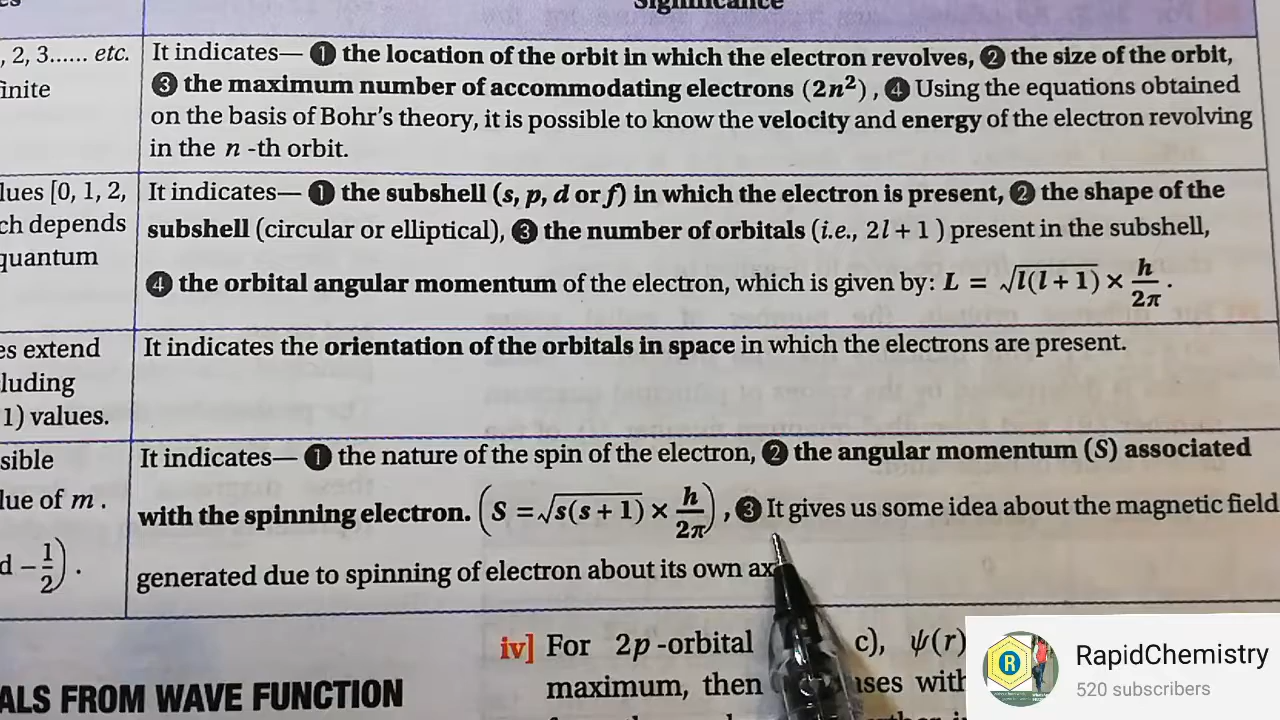 Significance
, 2, 3...... etc. It indicates— ❶ the location of the orbit in which the electron revolves, ❷ the size of the orbit,
❸ the maximum number of accommodating electrons (2n²), ❹ Using the equations obtained
on the basis of Bohr's theory, it is possible to know the velocity and energy of the electron revolving
in the n -th orbit.
lues [0, 1, 2, It indicates— ❶ the subshell (s, p, d or f) in which the electron is present, ❷ the shape of the
ch depends subshell (circular or elliptical), ❸ the number of orbitals (i.e., 2l + 1 ) present in the subshell,
quantum
❹ the orbital angular momentum of the electron, which is given by: L = √l(l + 1) × h/2π .
es extend It indicates the orientation of the orbitals in space in which the electrons are present.
cluding
1) values.
sible It indicates— ❶ the nature of the spin of the electron, ❷ the angular momentum (S) associated
lue of m . with the spinning electron. (S = √s(s + 1) × h/2π) , ❸ It gives us some idea about the magnetic field
d – 1/2) . generated due to spinning of electron about its own
iv] For 2p -orbital c), ψ(r)
ALS FROM WAVE FUNCTION maximum, then with
RapidChemistry
520 subscribers